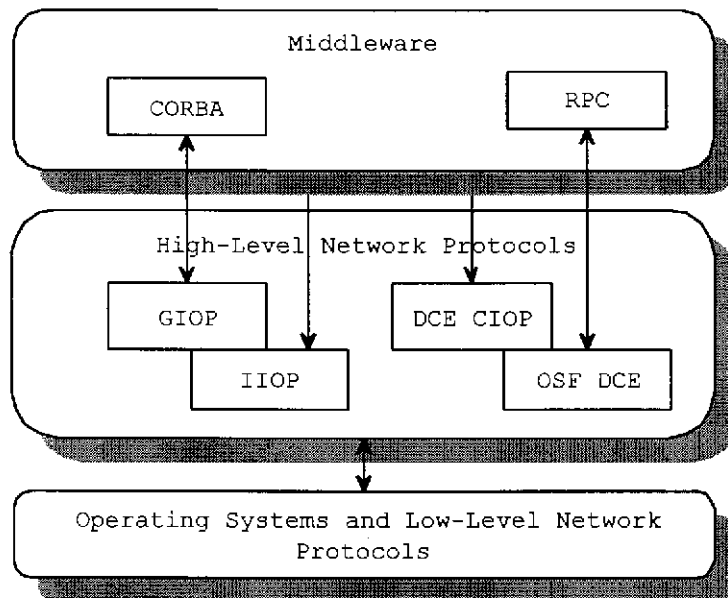 Middleware
CORBA
RPC
High-Level Network Protocols
GIOP
DCE CIOP
IIOP
OSF DCE
Operating Systems and Low-Level Network
Protocols